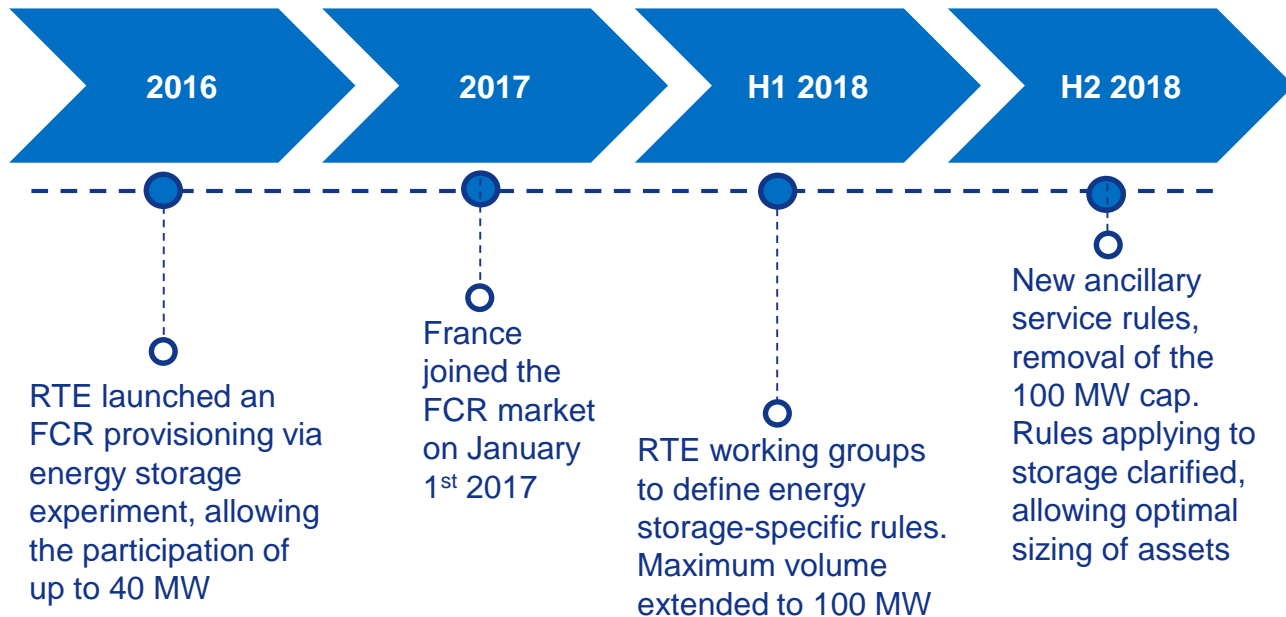 2016
2017
H1 2018
H2 2018
RTE launched an
FCR provisioning via
energy storage
experiment, allowing
the participation of
up to 40 MW
France
joined the
FCR market
on January
1st 2017
RTE working groups
to define energy
storage-specific rules.
Maximum volume
extended to 100 MW
New ancillary
service rules,
removal of the
100 MW cap.
Rules applying to
storage clarified,
allowing optimal
sizing of assets